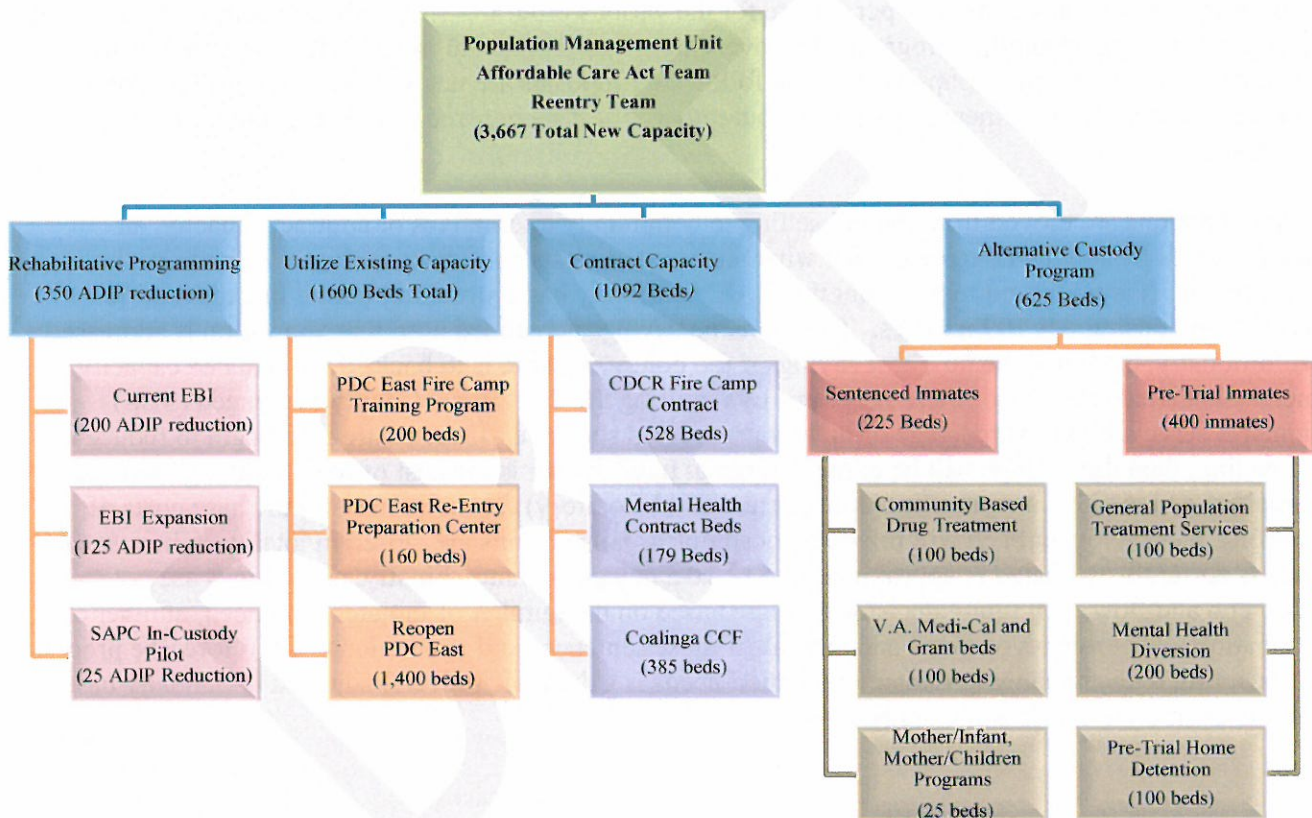 Population Management Unit
Affordable Care Act Team
Reentry Team
(3,667 Total New Capacity)
Rehabilitative Programming
(350 ADIP reduction)
Utilize Existing Capacity
(1600 Beds Total)
Contract Capacity
(1092 Beds)
Alternative Custody
Program
(625 Beds)
Current EBI
(200 ADIP reduction)
EBI Expansion
(125 ADIP reduction)
SAPC In-Custody
Pilot
(25 ADIP Reduction)
PDC East Fire Camp
Training Program
(200 beds)
PDC East Re-Entry
Preparation Center
(160 beds)
Reopen
PDC East
(1,400 beds)
CDCR Fire Camp
Contract
(528 Beds)
Mental Health
Contract Beds
(179 Beds)
Coalinga CCF
(385 beds)
Sentenced Inmates
(225 Beds)
Community Based
Drug Treatment
(100 beds)
V.A. Medi-Cal and
Grant beds
(100 beds)
Mother/Infant,
Mother/Children
Programs
(25 beds)
Pre-Trial Inmates
(400 inmates)
General Population
Treatment Services
(100 beds)
Mental Health
Diversion
(200 beds)
Pre-Trial Home
Detention
(100 beds)